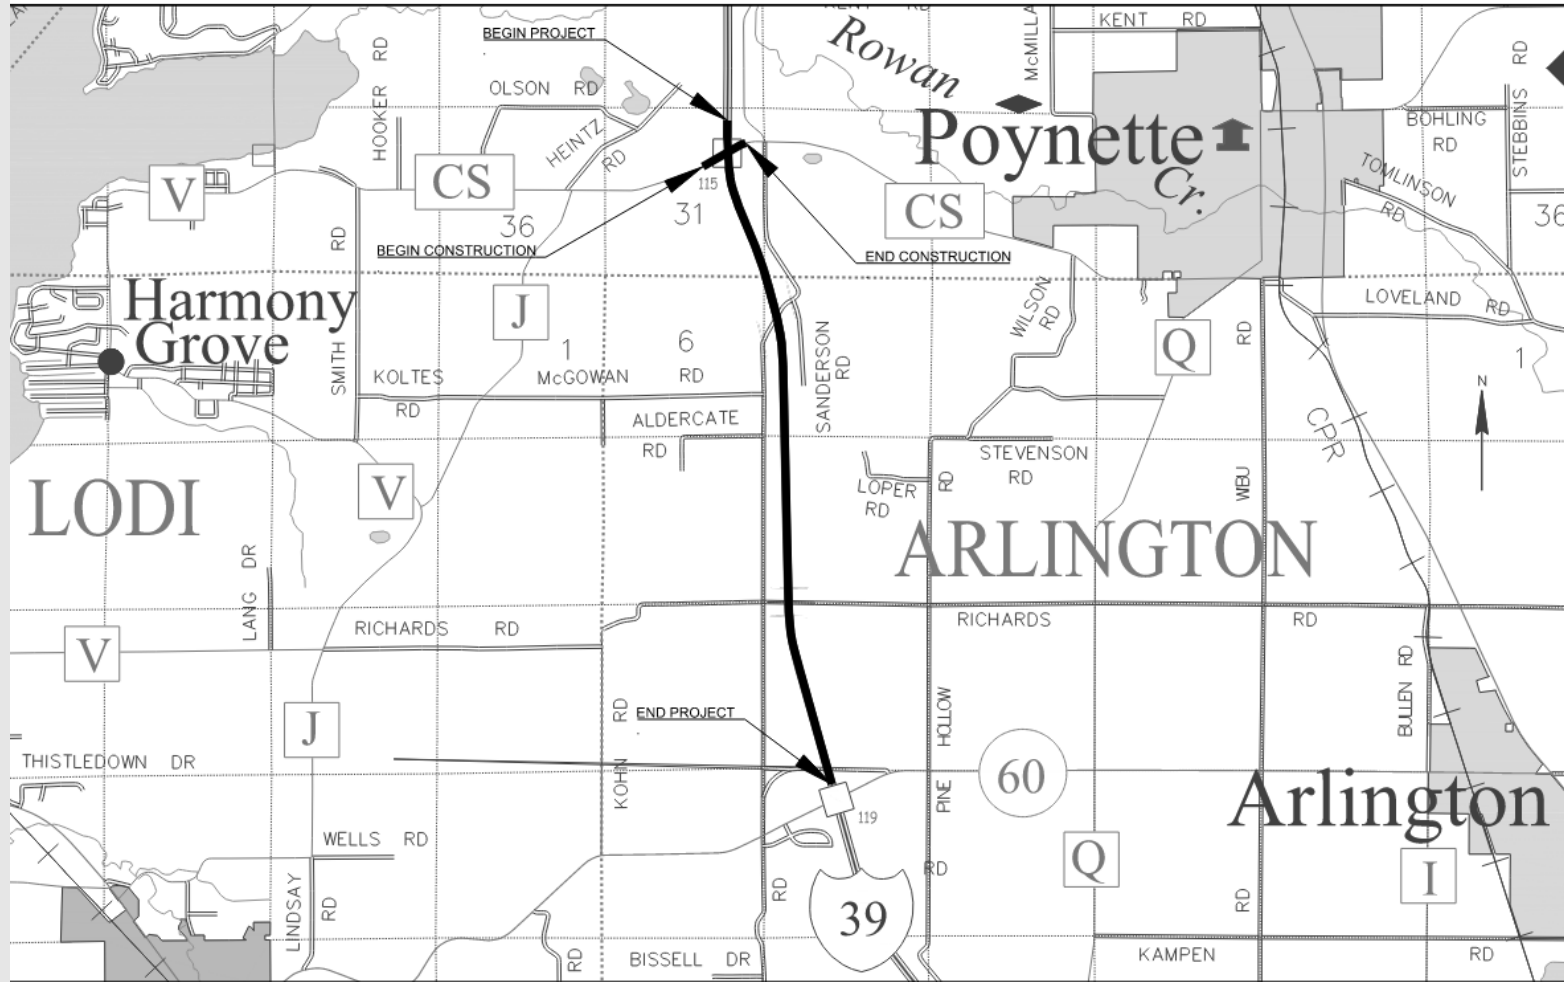 BEGIN PROJECT
Rowan
McMILLA
KENT RD
HOOKER RD
OLSON RD
HEINTZ RD
Poynette
Cr.
BOHLING RD
STEBBINS RD
TOMLINSON RD
V
CS
115
31
36
CS
36
BEGIN CONSTRUCTION
END CONSTRUCTION
Harmony
Grove
SMITH RD
J
1
6
McGOWAN RD
KOLTES RD
ALDERCATE RD
SANDERSON RD
WILSON RD
Q
RD
LOVELAND RD
1
N
CPR
LODI
V
LOPER RD
RD
STEVENSON RD
WBU
ARLINGTON
LANG DR
RICHARDS RD
RICHARDS RD
V
J
KOHN RD
END PROJECT
PINE HOLLOW RD
BULLEN RD
THISTLEDOWN DR
60
Arlington
119
WELLS RD
Q
I
LINDSAY RD
RD
RD
39
RD
BISSELL DR
KAMPEN RD